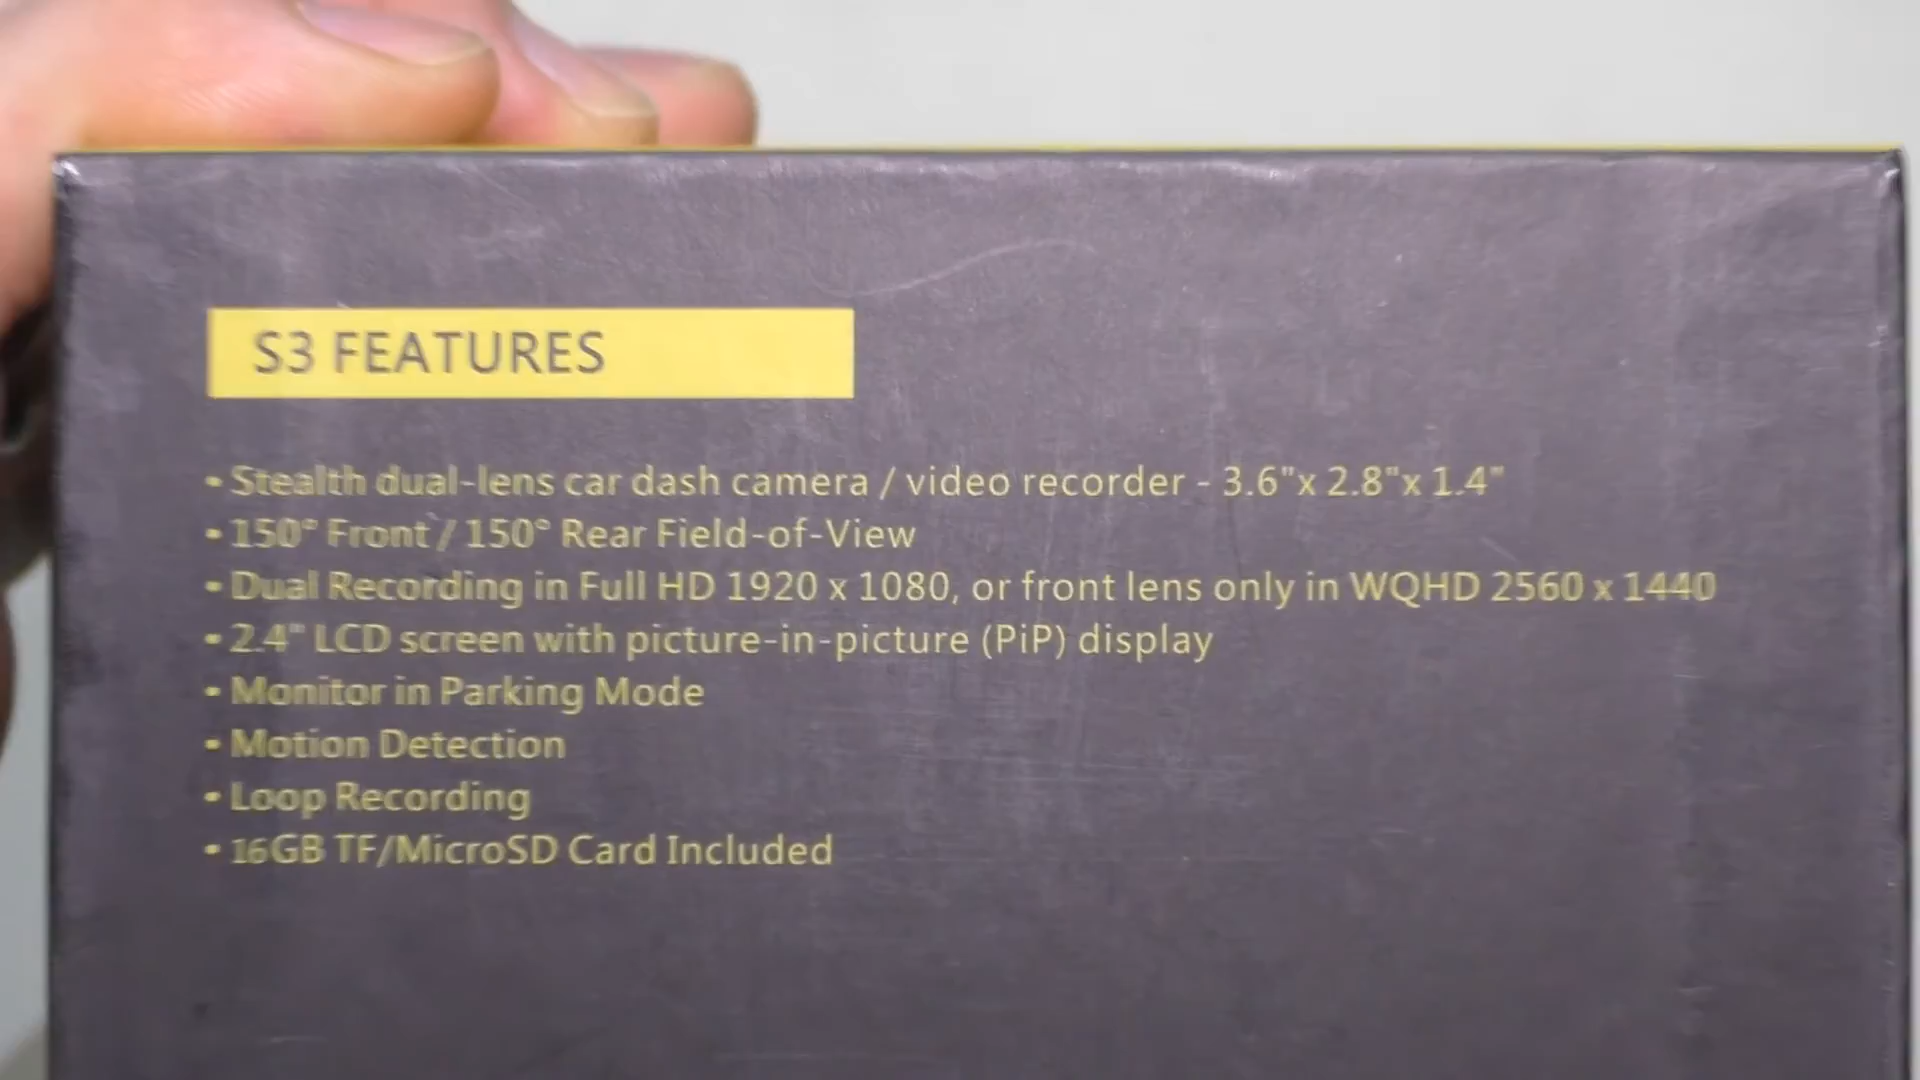 S3 FEATURES
• Stealth dual-lens car dash camera / video recorder - 3.6"x 2.8"x 1.4"
• 150° Front / 150° Rear Field-of-View
• Dual Recording in Full HD 1920 x 1080, or front lens only in WQHD 2560 x 1440
• 2.4" LCD screen with picture-in-picture (PiP) display
• Monitor in Parking Mode
• Motion Detection
• Loop Recording
• 16GB TF/MicroSD Card Included